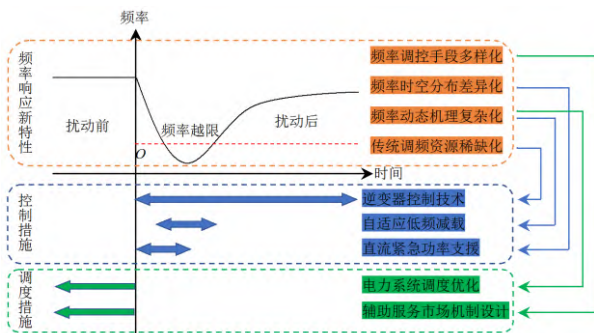 频率
频率响应新特性
频率调控手段多样化
频率时空分布差异化
扰动前
频率越限
扰动后
频率动态机理复杂化
传统调频资源稀缺化
O
时间
控制措施
逆变器控制技术
自适应低频减载
直流紧急功率支援
调度措施
电力系统调度优化
辅助服务市场机制设计